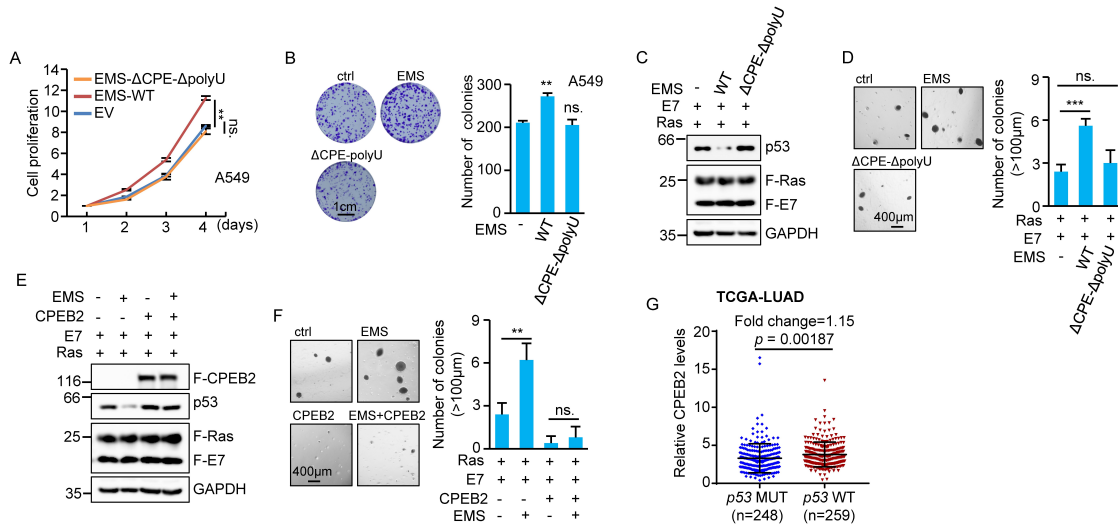 A
14
12
10
8
6
4
2
0
Cell proliferation
EMS-ΔCPE-ΔpolyU
EMS-WT
EV
**
ns.
A549
1 2 3 4 (days)
B
ctrl
EMS
ΔCPE-polyU
1cm
A549
300
200
100
0
Number of colonies
**
ns.
EMS - WT ΔCPE-ΔpolyU
C
EMS - WT ΔCPE-ΔpolyU
E7 + + +
Ras + + +
66
p53
25
F-Ras
F-E7
35
GAPDH
D
ctrl
EMS
ΔCPE-ΔpolyU
400μm
9
6
3
0
Number of colonies
(>100μm)
ns.
***
Ras + + +
E7 + + +
EMS - WT ΔCPE-ΔpolyU
E
EMS - + - +
CPEB2 - - + +
E7 + + + +
Ras + + + +
116
F-CPEB2
66
p53
25
F-Ras
F-E7
35
GAPDH
F
ctrl
EMS
CPEB2
EMS+CPEB2
400μm
9
6
3
0
Number of colonies
(>100μm)
**
ns.
Ras + + + +
E7 + + + +
CPEB2 - - + +
EMS - + - +
G
TCGA-LUAD
Fold change=1.15
p = 0.00187
20
15
10
5
0
Relative CPEB2 levels
p53 MUT
(n=248)
p53 WT
(n=259)